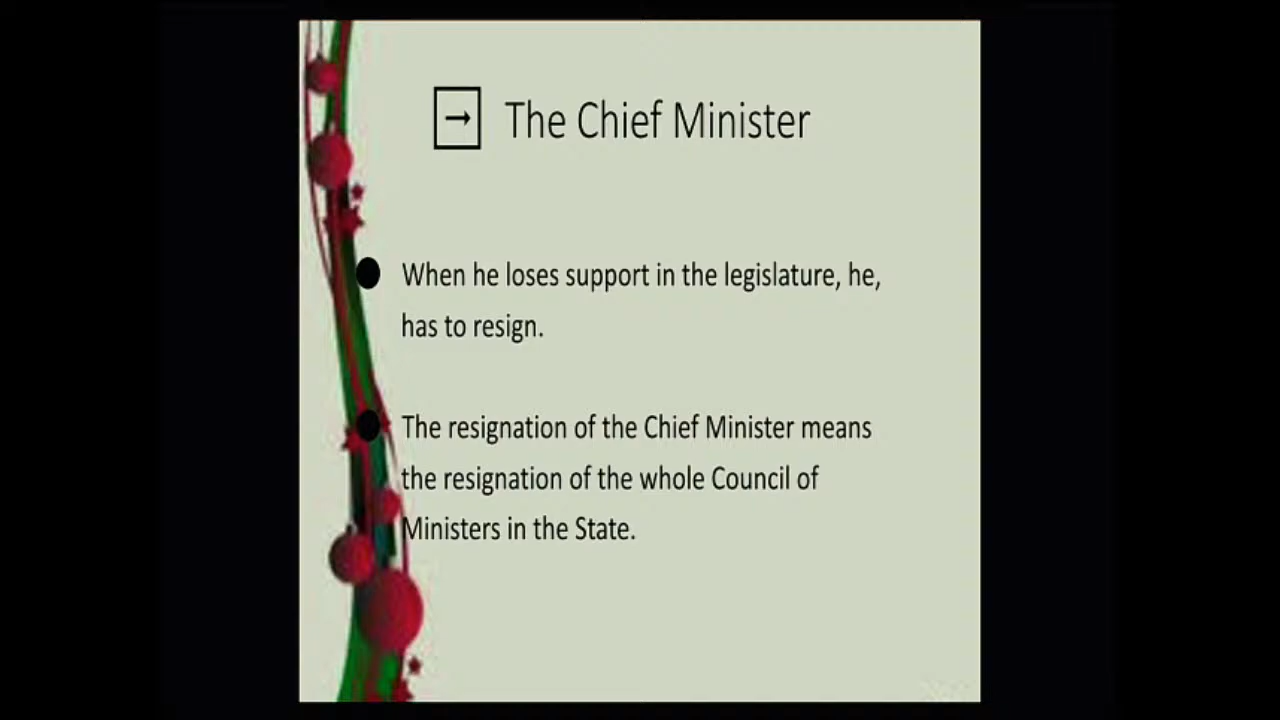 → The Chief Minister
When he loses support in the legislature, he,
has to resign.
The resignation of the Chief Minister means
the resignation of the whole Council of
Ministers in the State.